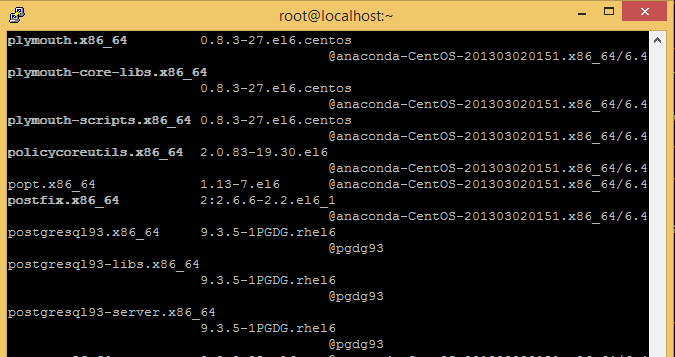 root@localhost:~
plymouth.x86_64 0.8.3-27.el6.centos
@anaconda-CentOS-201303020151.x86_64/6.4
plymouth-core-libs.x86_64
0.8.3-27.el6.centos
@anaconda-CentOS-201303020151.x86_64/6.4
plymouth-scripts.x86_64 0.8.3-27.el6.centos
@anaconda-CentOS-201303020151.x86_64/6.4
policycoreutils.x86_64 2.0.83-19.30.el6
@anaconda-CentOS-201303020151.x86_64/6.4
popt.x86_64 1.13-7.el6 @anaconda-CentOS-201303020151.x86_64/6.4
postfix.x86_64 2:2.6.6-2.2.el6_1
@anaconda-CentOS-201303020151.x86_64/6.4
postgresql93.x86_64 9.3.5-1PGDG.rhel6
@pgdg93
postgresql93-libs.x86_64
9.3.5-1PGDG.rhel6
@pgdg93
postgresql93-server.x86_64
9.3.5-1PGDG.rhel6
@pgdg93